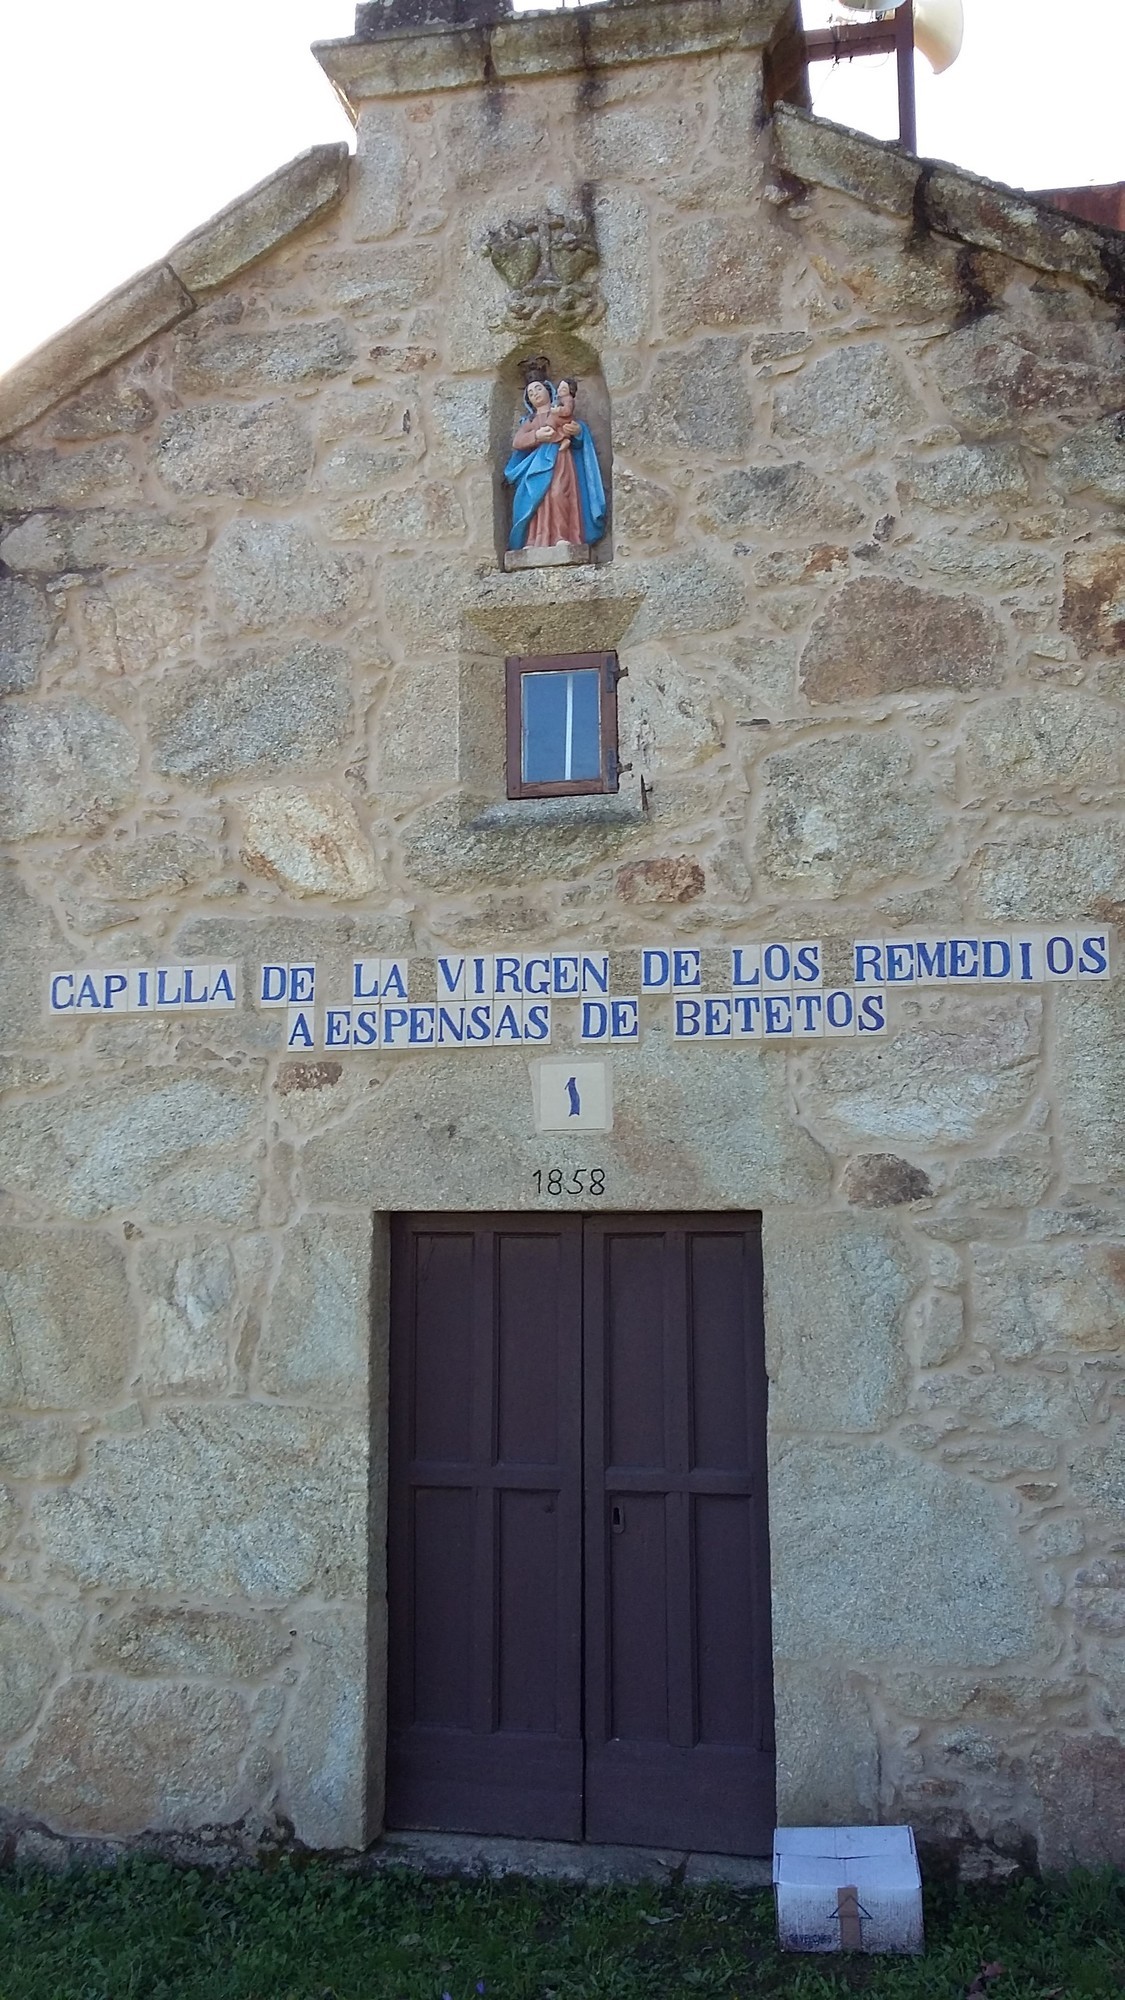 CAPILLA DE LA VIRGEN DE LOS REMEDIOS
A ESPENSAS DE BETETOS
1
1858